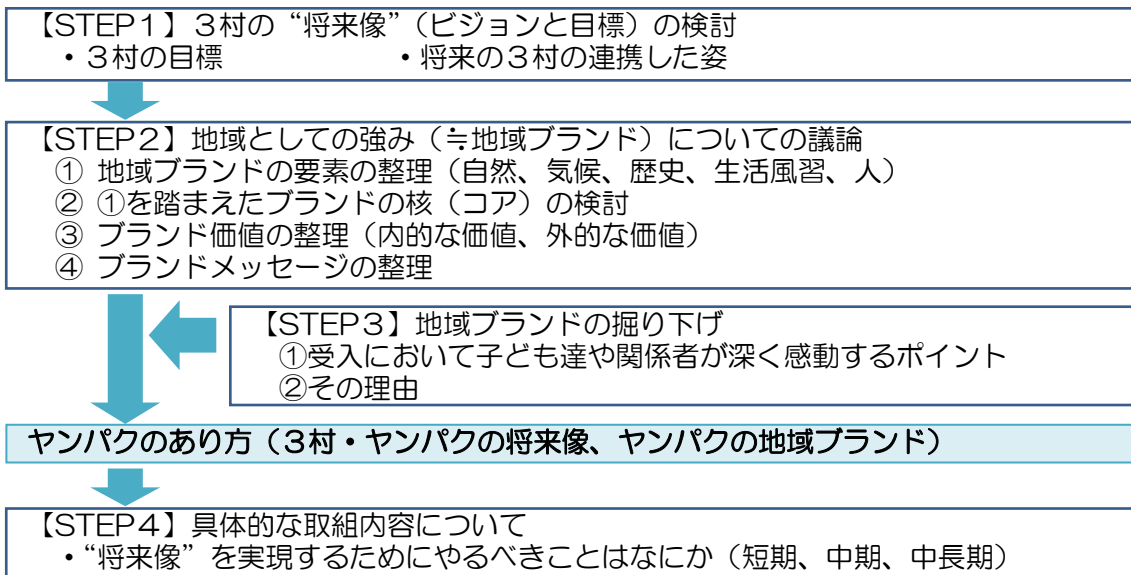 【STEP1】3村の“将来像”（ビジョンと目標）の検討
・3村の目標　　　　　　　・将来の3村の連携した姿
【STEP2】地域としての強み（≒地域ブランド）についての議論
① 地域ブランドの要素の整理（自然、気候、歴史、生活風習、人）
② ①を踏まえたブランドの核（コア）の検討
③ ブランド価値の整理（内的な価値、外的な価値）
④ ブランドメッセージの整理
【STEP3】地域ブランドの掘り下げ
①受入において子ども達や関係者が深く感動するポイント
②その理由
ヤンパクのあり方（3村・ヤンパクの将来像、ヤンパクの地域ブランド）
【STEP4】具体的な取組内容について
・“将来像”を実現するためにやるべきことはなにか（短期、中期、中長期）